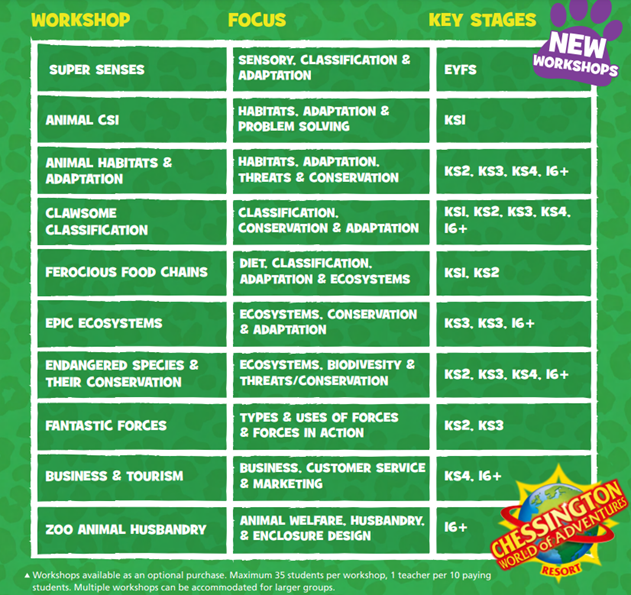 WORKSHOP FOCUS KEY STAGES
NEW
WORKSHOPS
SUPER SENSES
SENSORY, CLASSIFICATION &
ADAPTATION
EYFS
ANIMAL CSI
HABITATS, ADAPTATION &
PROBLEM SOLVING
KS1
ANIMAL HABITATS &
ADAPTATION
HABITATS, ADAPTATION,
THREATS & CONSERVATION
KS2, KS3, KS4, 16+
CLAWSOME
CLASSIFICATION
CLASSIFICATION,
CONSERVATION & ADAPTATION
KS1, KS2, KS3, KS4,
16+
FEROCIOUS FOOD CHAINS
DIET, CLASSIFICATION,
ADAPTATION & ECOSYSTEMS
KS1, KS2
EPIC ECOSYSTEMS
ECOSYSTEMS, CONSERVATION
& ADAPTATION
KS3, KS3, 16+
ENDANGERED SPECIES &
THEIR CONSERVATION
ECOSYSTEMS, BIODIVESITY &
THREATS/CONSERVATION
KS2, KS3, KS4, 16+
FANTASTIC FORCES
TYPES & USES OF FORCES
& FORCES IN ACTION
KS2, KS3
BUSINESS & TOURISM
BUSINESS, CUSTOMER SERVICE
& MARKETING
KS4, 16+
ZOO ANIMAL HUSBANDRY
ANIMAL WELFARE, HUSBANDRY,
& ENCLOSURE DESIGN
16+
CHESSINGTON
WORLD OF ADVENTURES
RESORT
▲ Workshops available as an optional purchase. Maximum 35 students per workshop, 1 teacher per 10 paying
students. Multiple workshops can be accommodated for larger groups.